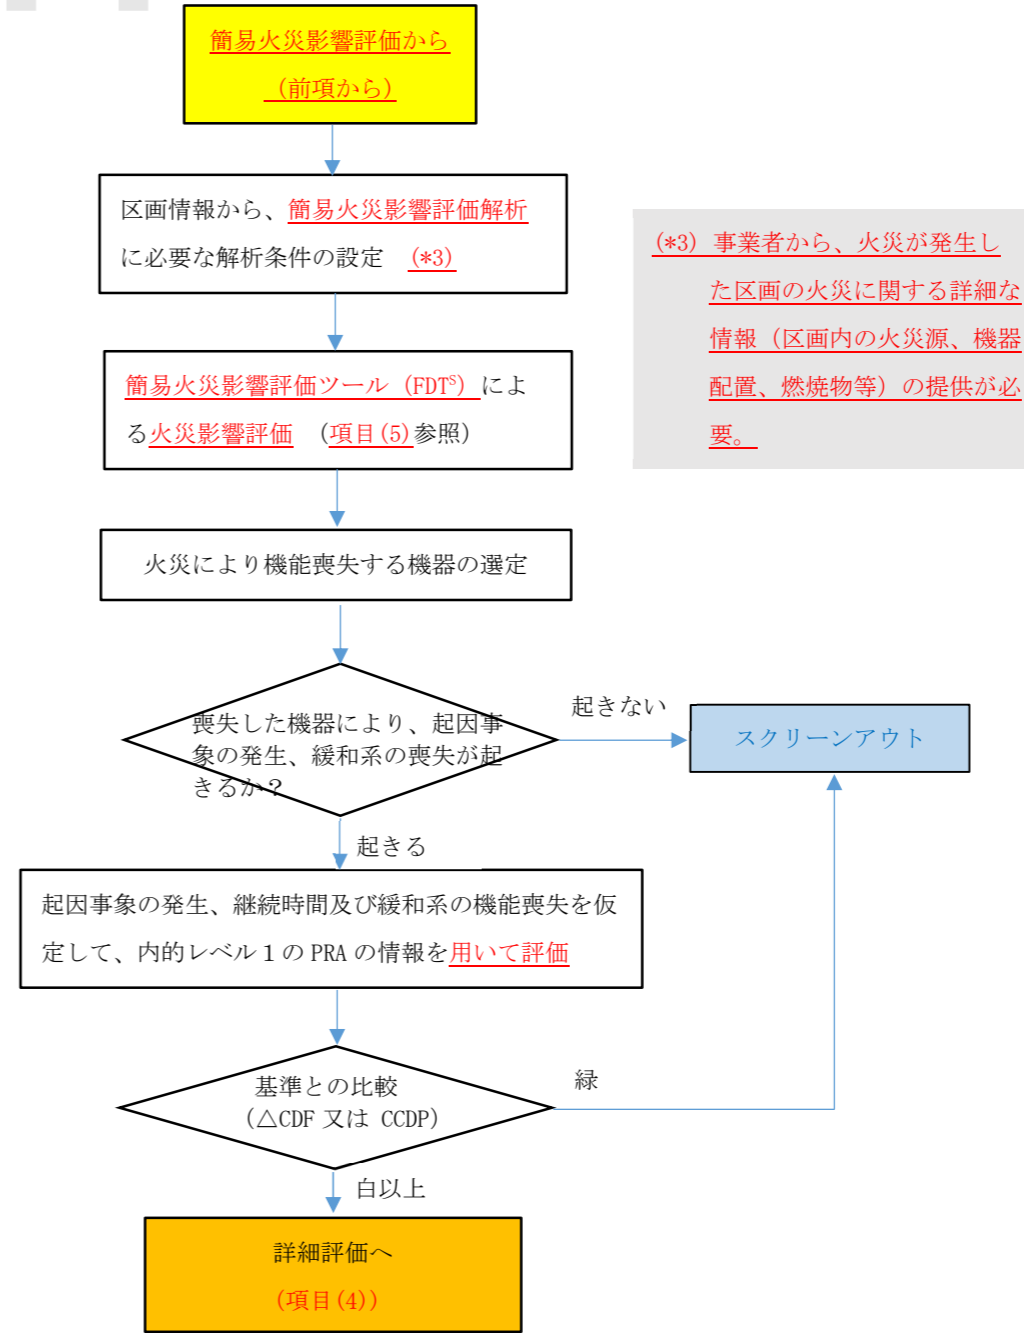 簡易火災影響評価から
(前項から)
区画情報から、簡易火災影響評価解析
に必要な解析条件の設定 (*3)
(*3) 事業者から、火災が発生し
た区画の火災に関する詳細な
情報（区画内の火災源、機器
配置、燃焼物等）の提供が必
要。
簡易火災影響評価ツール（FDTS）によ
る火災影響評価 （項目(5)参照）
火災により機能喪失する機器の選定
喪失した機器により、起因事
象の発生、緩和系の喪失が起
きるか？
起きない
スクリーンアウト
起きる
起因事象の発生、継続時間及び緩和系の機能喪失を仮
定して、内的レベル１の PRA の情報を用いて評価
基準との比較
（△CDF 又は CCDP）
緑
白以上
詳細評価へ
(項目(4))